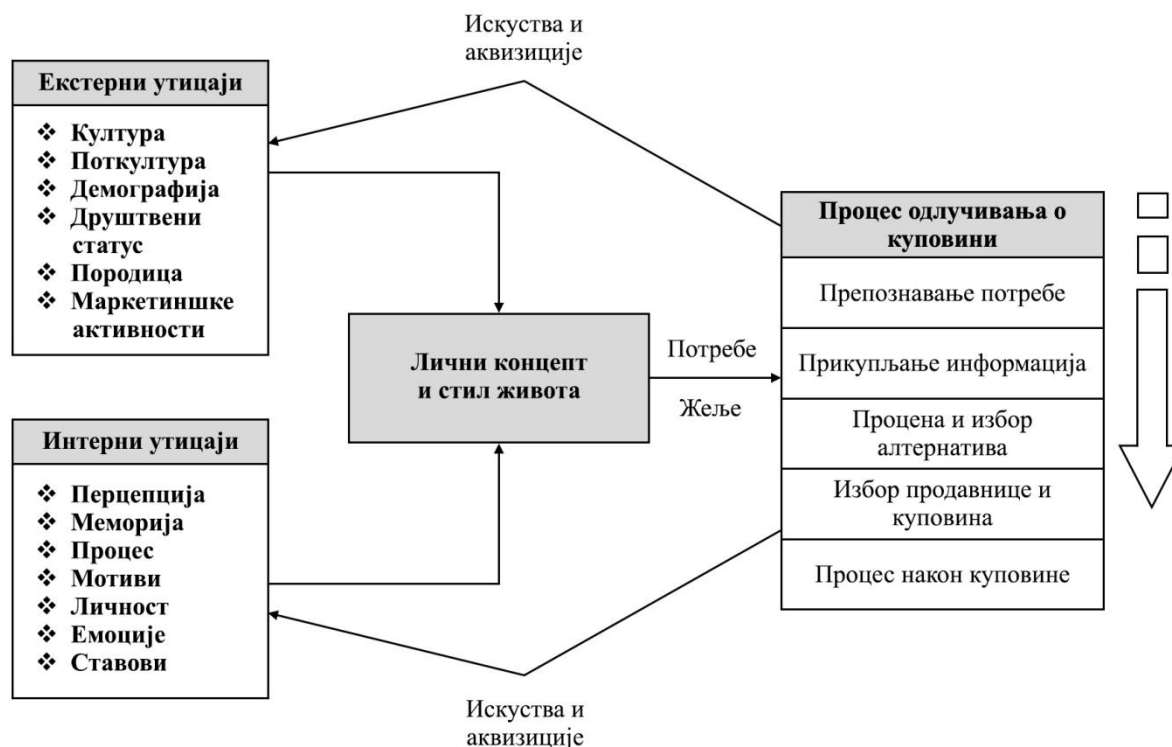 Искуства и
аквизиције
Екстерни утицаји
❖ Култура
❖ Поткултура
❖ Демографија
❖ Друштвени
статус
❖ Породица
❖ Маркетиншке
активности
Интерни утицаји
❖ Перцепција
❖ Меморија
❖ Процес
❖ Мотиви
❖ Личност
❖ Емоције
❖ Ставови
Лични концепт
и стил живота
Потребе
Жеље
Процес одлучивања о
куповини
Препознавање потребе
Прикупљање информација
Процена и избор
алтернатива
Избор продавнице и
куповина
Процес након куповине
Искуства и
аквизиције